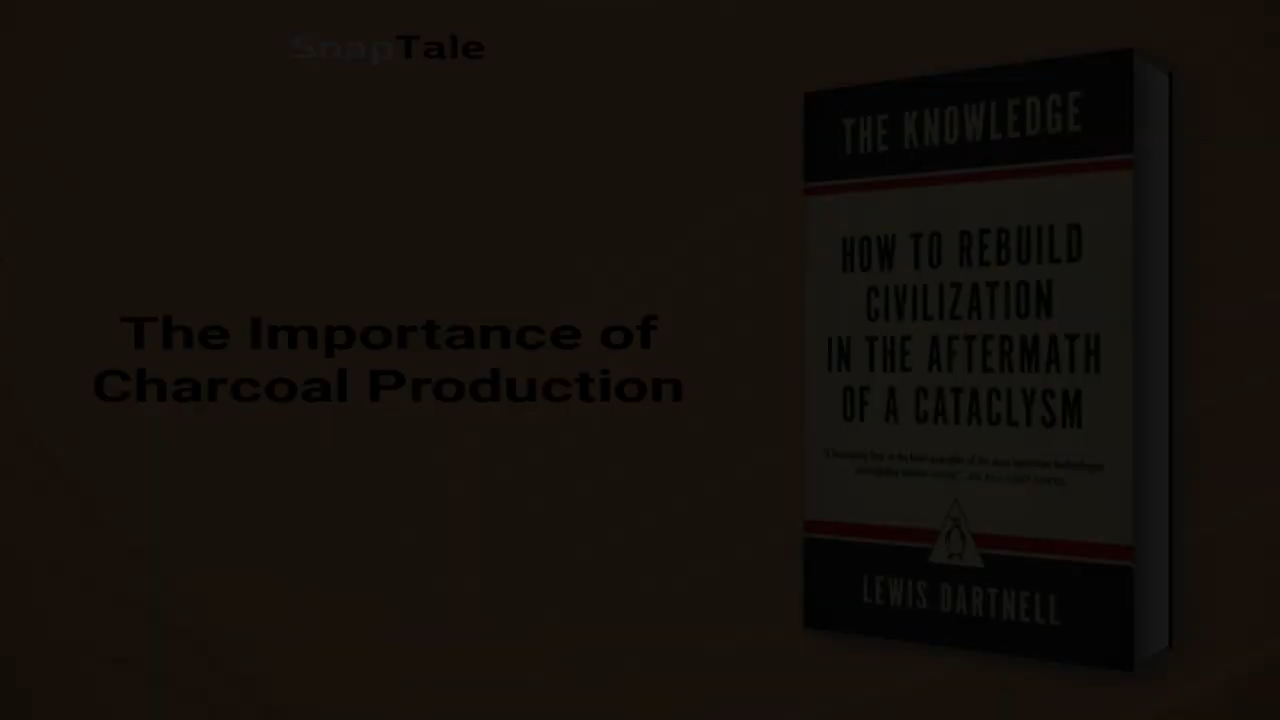 SnapTale
The Importance of
Charcoal Production
THE KNOWLEDGE
HOW TO REBUILD
CIVILIZATION
IN THE AFTERMATH
OF A CATACLYSM
LEWIS DARTNELL